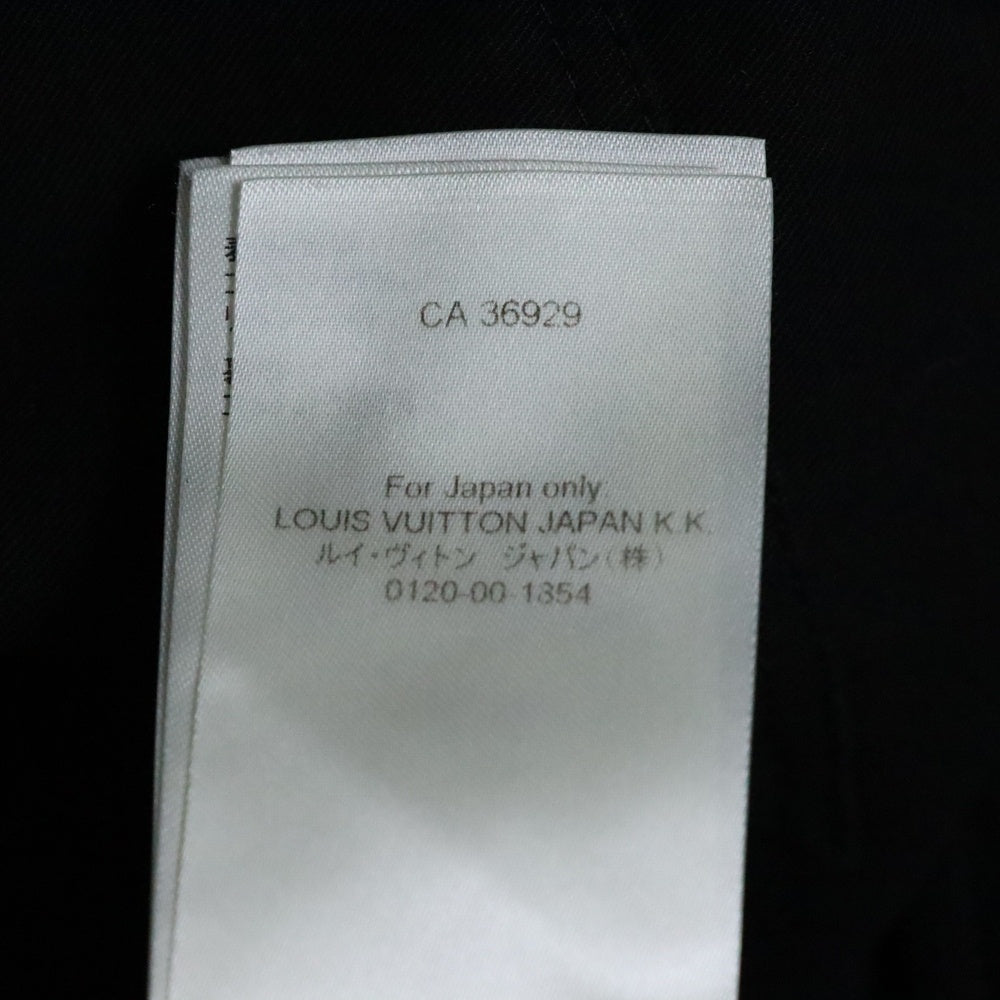 CA 36929
For Japan only.
LOUIS VUITTON JAPAN K.K.
ルイ・ヴィトン ジャパン(株)
0120-00-1854